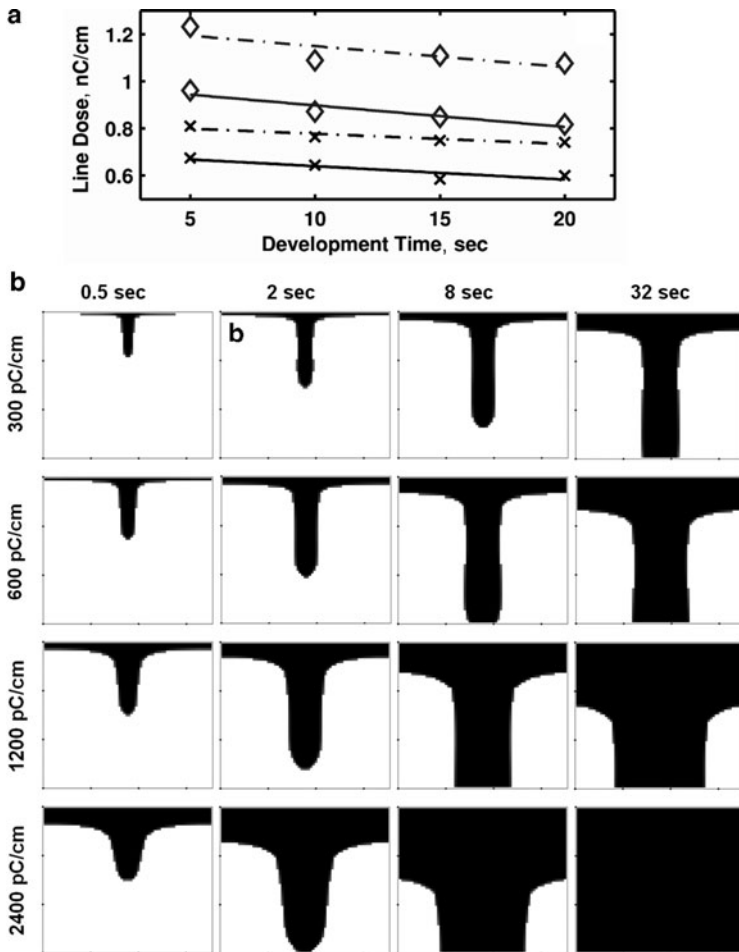 a
Line Dose, nC/cm
1.2
1
0.8
0.6
5 10 15 20
Development Time, sec
b
0.5 sec 2 sec 8 sec 32 sec
b
300 pC/cm
600 pC/cm
1200 pC/cm
2400 pC/cm